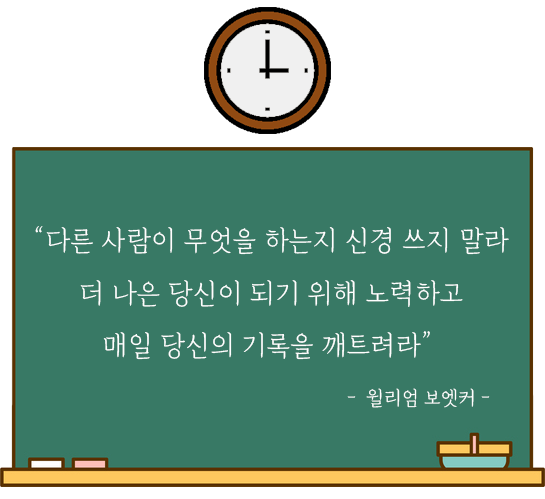 “다른 사람이 무엇을 하는지 신경 쓰지 말라
더 나은 당신이 되기 위해 노력하고
매일 당신의 기록을 깨트려라”
- 윌리엄 보엣커 -